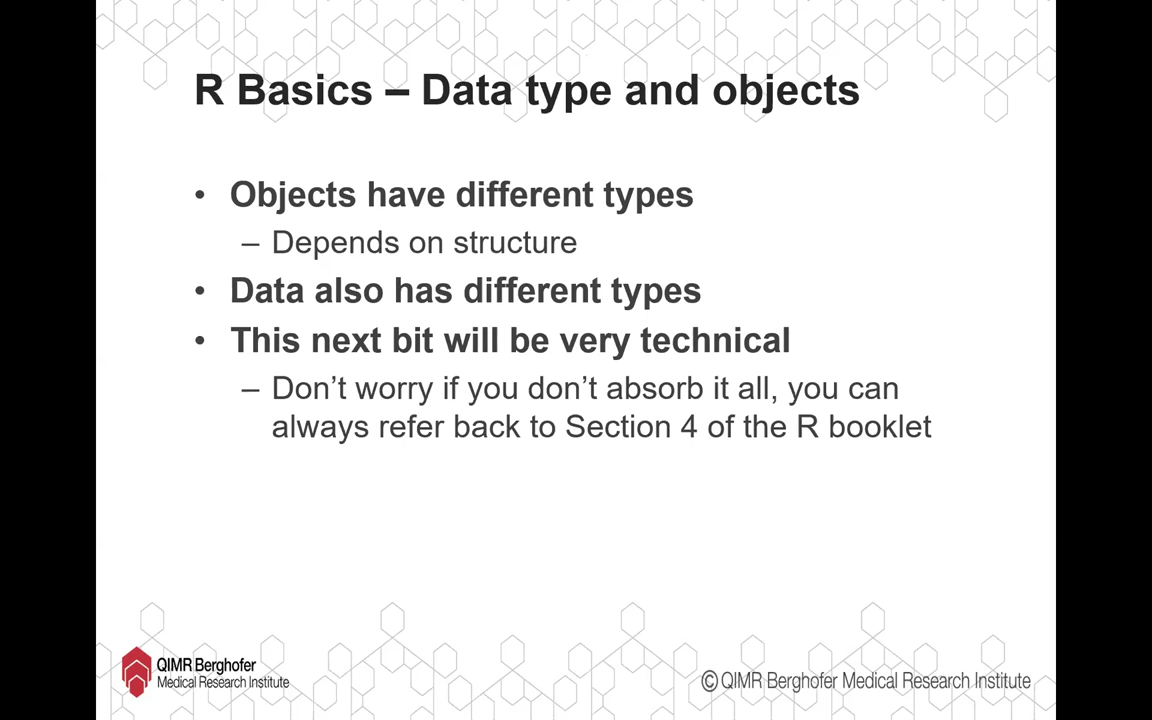 R Basics – Data type and objects
• Objects have different types
– Depends on structure
• Data also has different types
• This next bit will be very technical
– Don't worry if you don't absorb it all, you can
always refer back to Section 4 of the R booklet
QIMR Berghofer
Medical Research Institute
© QIMR Berghofer Medical Research Institute